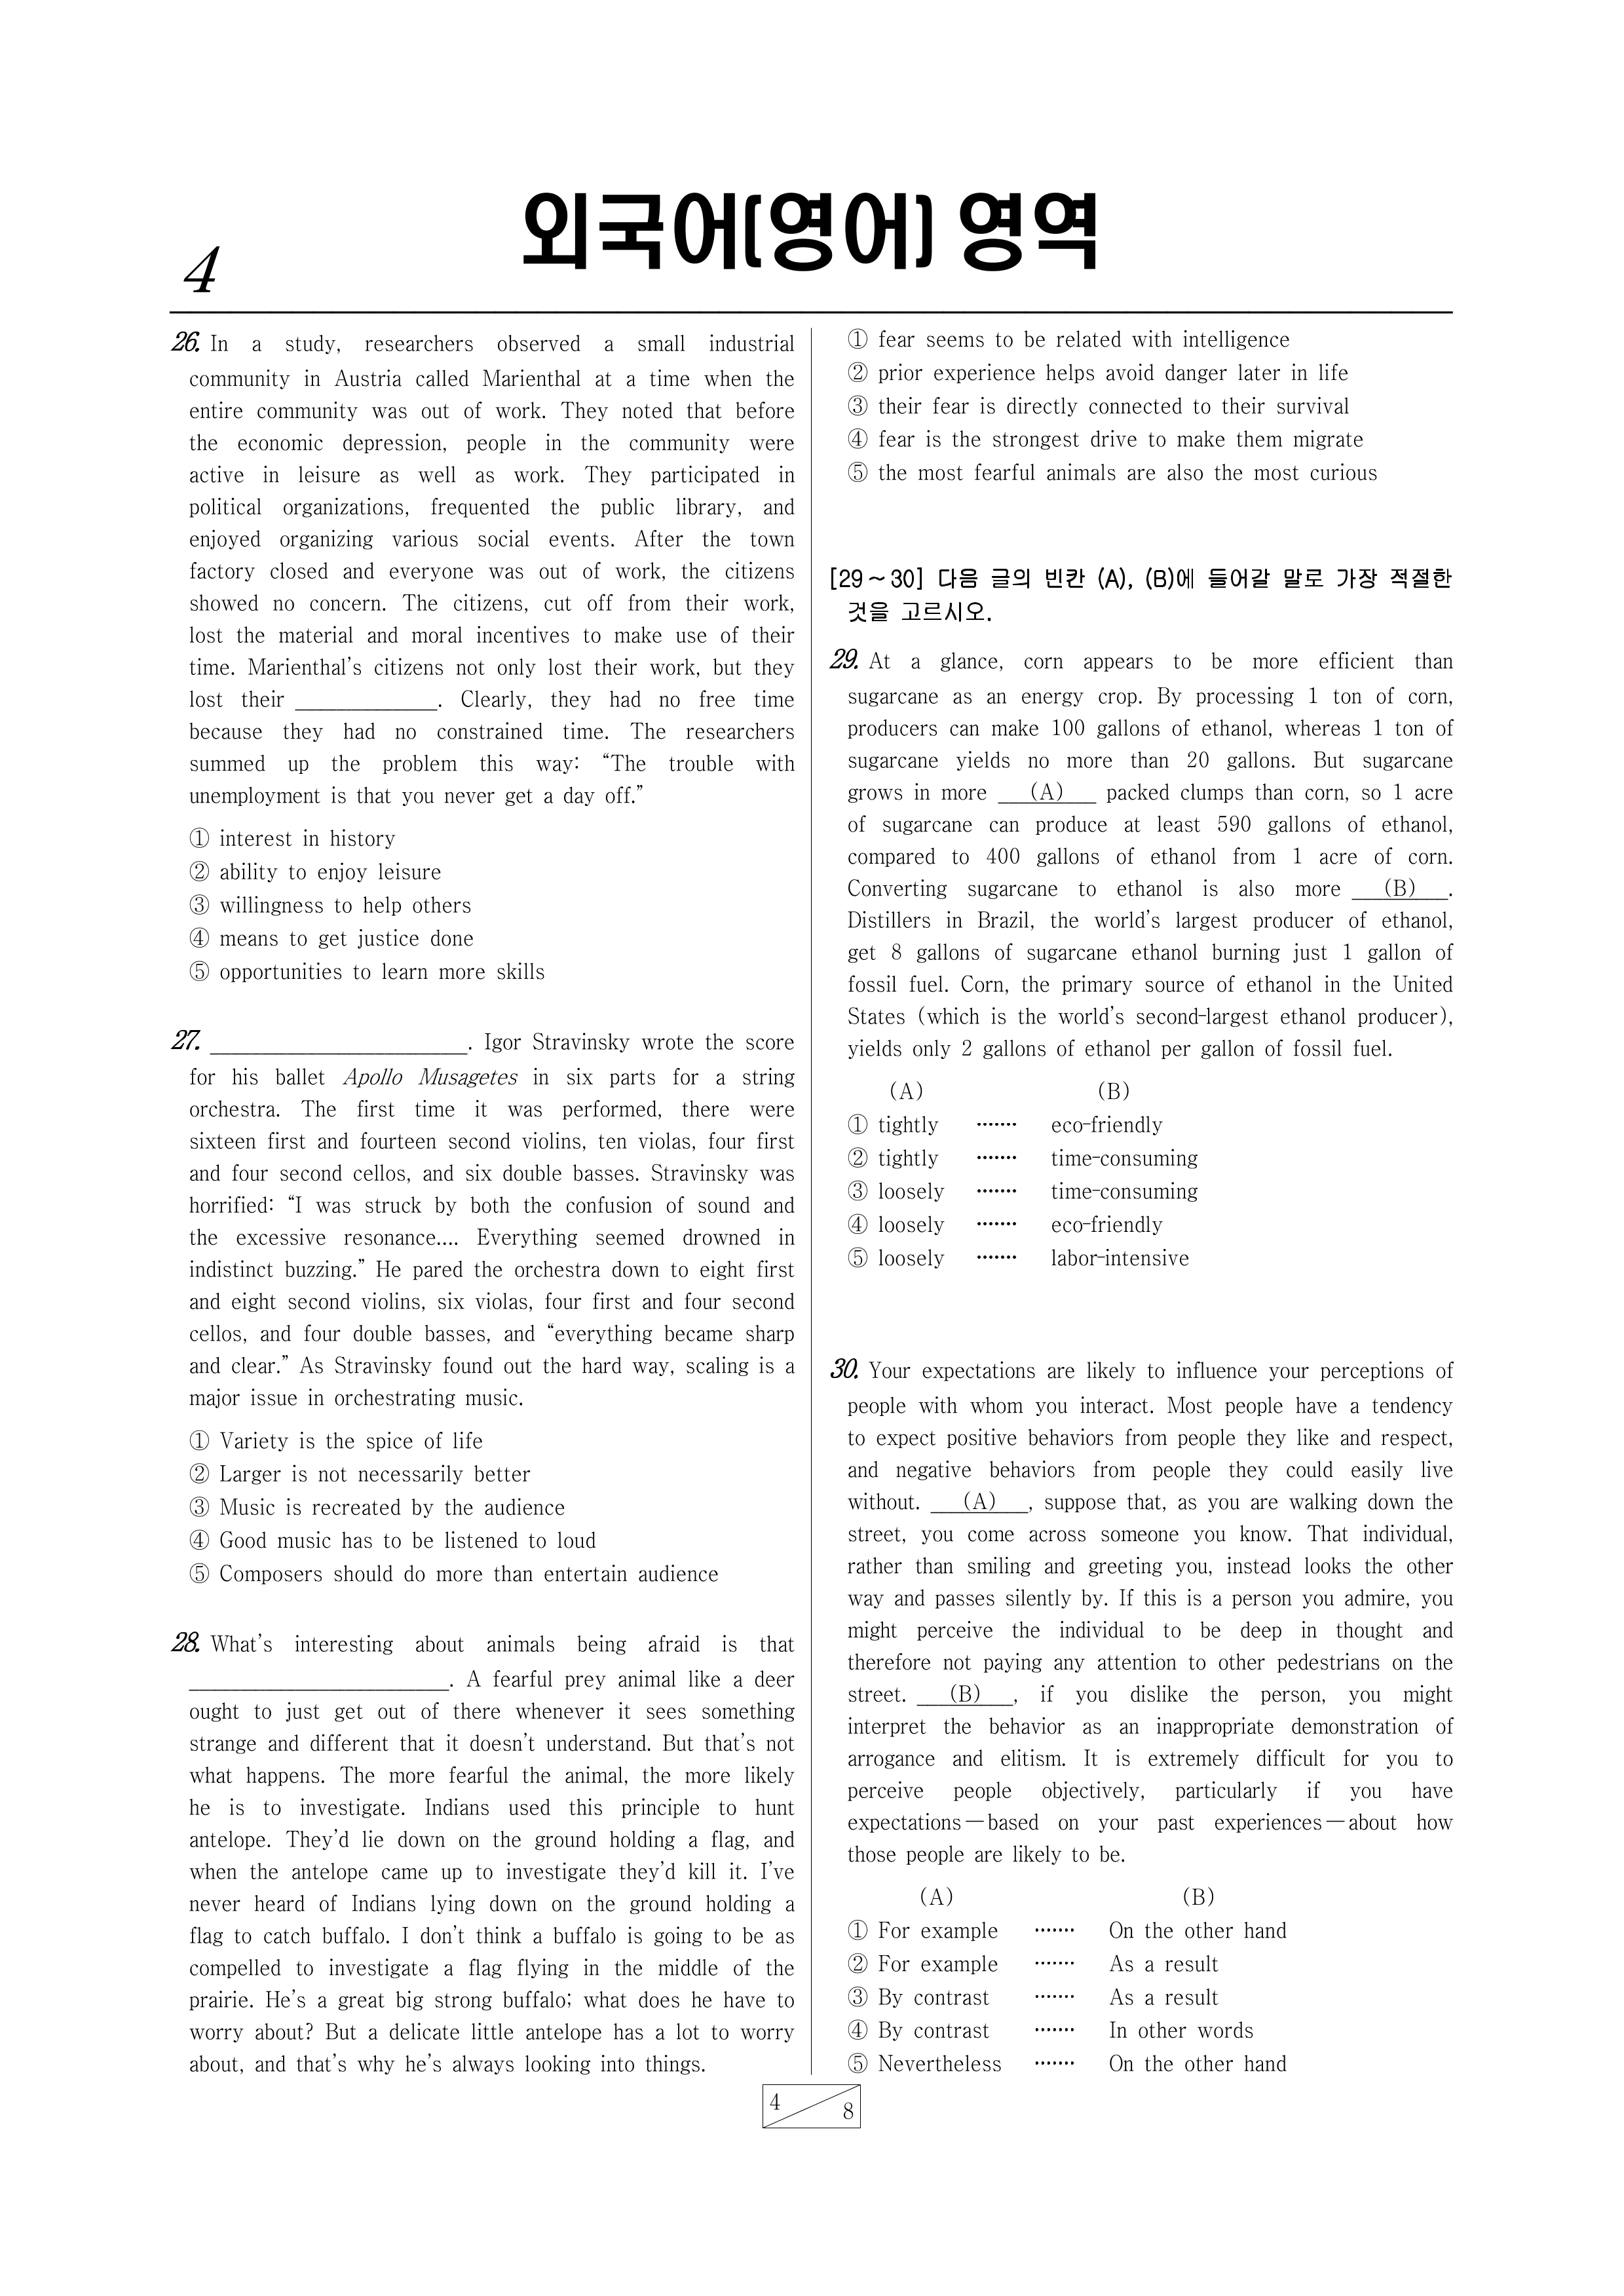 외국어(영어) 영역
4
26. In a study, researchers observed a small industrial
community in Austria called Marienthal at a time when the
entire community was out of work. They noted that before
the economic depression, people in the community were
active in leisure as well as work. They participated in
political organizations, frequented the public library, and
enjoyed organizing various social events. After the town
factory closed and everyone was out of work, the citizens
showed no concern. The citizens, cut off from their work,
lost the material and moral incentives to make use of their
time. Marienthal's citizens not only lost their work, but they
lost their ____________. Clearly, they had no free time
because they had no constrained time. The researchers
summed up the problem this way: “The trouble with
unemployment is that you never get a day off.”
① interest in history
② ability to enjoy leisure
③ willingness to help others
④ means to get justice done
⑤ opportunities to learn more skills
27. ______________________. Igor Stravinsky wrote the score
for his ballet Apollo Musagetes in six parts for a string
orchestra. The first time it was performed, there were
sixteen first and fourteen second violins, ten violas, four first
and four second cellos, and six double basses. Stravinsky was
horrified: “I was struck by both the confusion of sound and
the excessive resonance.... Everything seemed drowned in
indistinct buzzing.” He pared the orchestra down to eight first
and eight second violins, six violas, four first and four second
cellos, and four double basses, and “everything became sharp
and clear.” As Stravinsky found out the hard way, scaling is a
major issue in orchestrating music.
① Variety is the spice of life
② Larger is not necessarily better
③ Music is recreated by the audience
④ Good music has to be listened to loud
⑤ Composers should do more than entertain audience
28. What's interesting about animals being afraid is that
______________________. A fearful prey animal like a deer
ought to just get out of there whenever it sees something
strange and different that it doesn't understand. But that's not
what happens. The more fearful the animal, the more likely
he is to investigate. Indians used this principle to hunt
antelope. They'd lie down on the ground holding a flag, and
when the antelope came up to investigate they'd kill it. I've
never heard of Indians lying down on the ground holding a
flag to catch buffalo. I don't think a buffalo is going to be as
compelled to investigate a flag flying in the middle of the
prairie. He's a great big strong buffalo; what does he have to
worry about? But a delicate little antelope has a lot to worry
about, and that's why he's always looking into things.
① fear seems to be related with intelligence
② prior experience helps avoid danger later in life
③ their fear is directly connected to their survival
④ fear is the strongest drive to make them migrate
⑤ the most fearful animals are also the most curious
[29~30] 다음 글의 빈칸 (A), (B)에 들어갈 말로 가장 적절한
것을 고르시오.
29. At a glance, corn appears to be more efficient than
sugarcane as an energy crop. By processing 1 ton of corn,
producers can make 100 gallons of ethanol, whereas 1 ton of
sugarcane yields no more than 20 gallons. But sugarcane
grows in more ___(A)___ packed clumps than corn, so 1 acre
of sugarcane can produce at least 590 gallons of ethanol,
compared to 400 gallons of ethanol from 1 acre of corn.
Converting sugarcane to ethanol is also more ___(B)___.
Distillers in Brazil, the world's largest producer of ethanol,
get 8 gallons of sugarcane ethanol burning just 1 gallon of
fossil fuel. Corn, the primary source of ethanol in the United
States (which is the world's second-largest ethanol producer),
yields only 2 gallons of ethanol per gallon of fossil fuel.
(A) (B)
① tightly ······· eco-friendly
② tightly ······· time-consuming
③ loosely ······· time-consuming
④ loosely ······· eco-friendly
⑤ loosely ······· labor-intensive
30. Your expectations are likely to influence your perceptions of
people with whom you interact. Most people have a tendency
to expect positive behaviors from people they like and respect,
and negative behaviors from people they could easily live
without. ___(A)___, suppose that, as you are walking down the
street, you come across someone you know. That individual,
rather than smiling and greeting you, instead looks the other
way and passes silently by. If this is a person you admire, you
might perceive the individual to be deep in thought and
therefore not paying any attention to other pedestrians on the
street. ___(B)___, if you dislike the person, you might
interpret the behavior as an inappropriate demonstration of
arrogance and elitism. It is extremely difficult for you to
perceive people objectively, particularly if you have
expectations — based on your past experiences — about how
those people are likely to be.
(A) (B)
① For example ······· On the other hand
② For example ······· As a result
③ By contrast ······· As a result
④ By contrast ······· In other words
⑤ Nevertheless ······· On the other hand
4 8